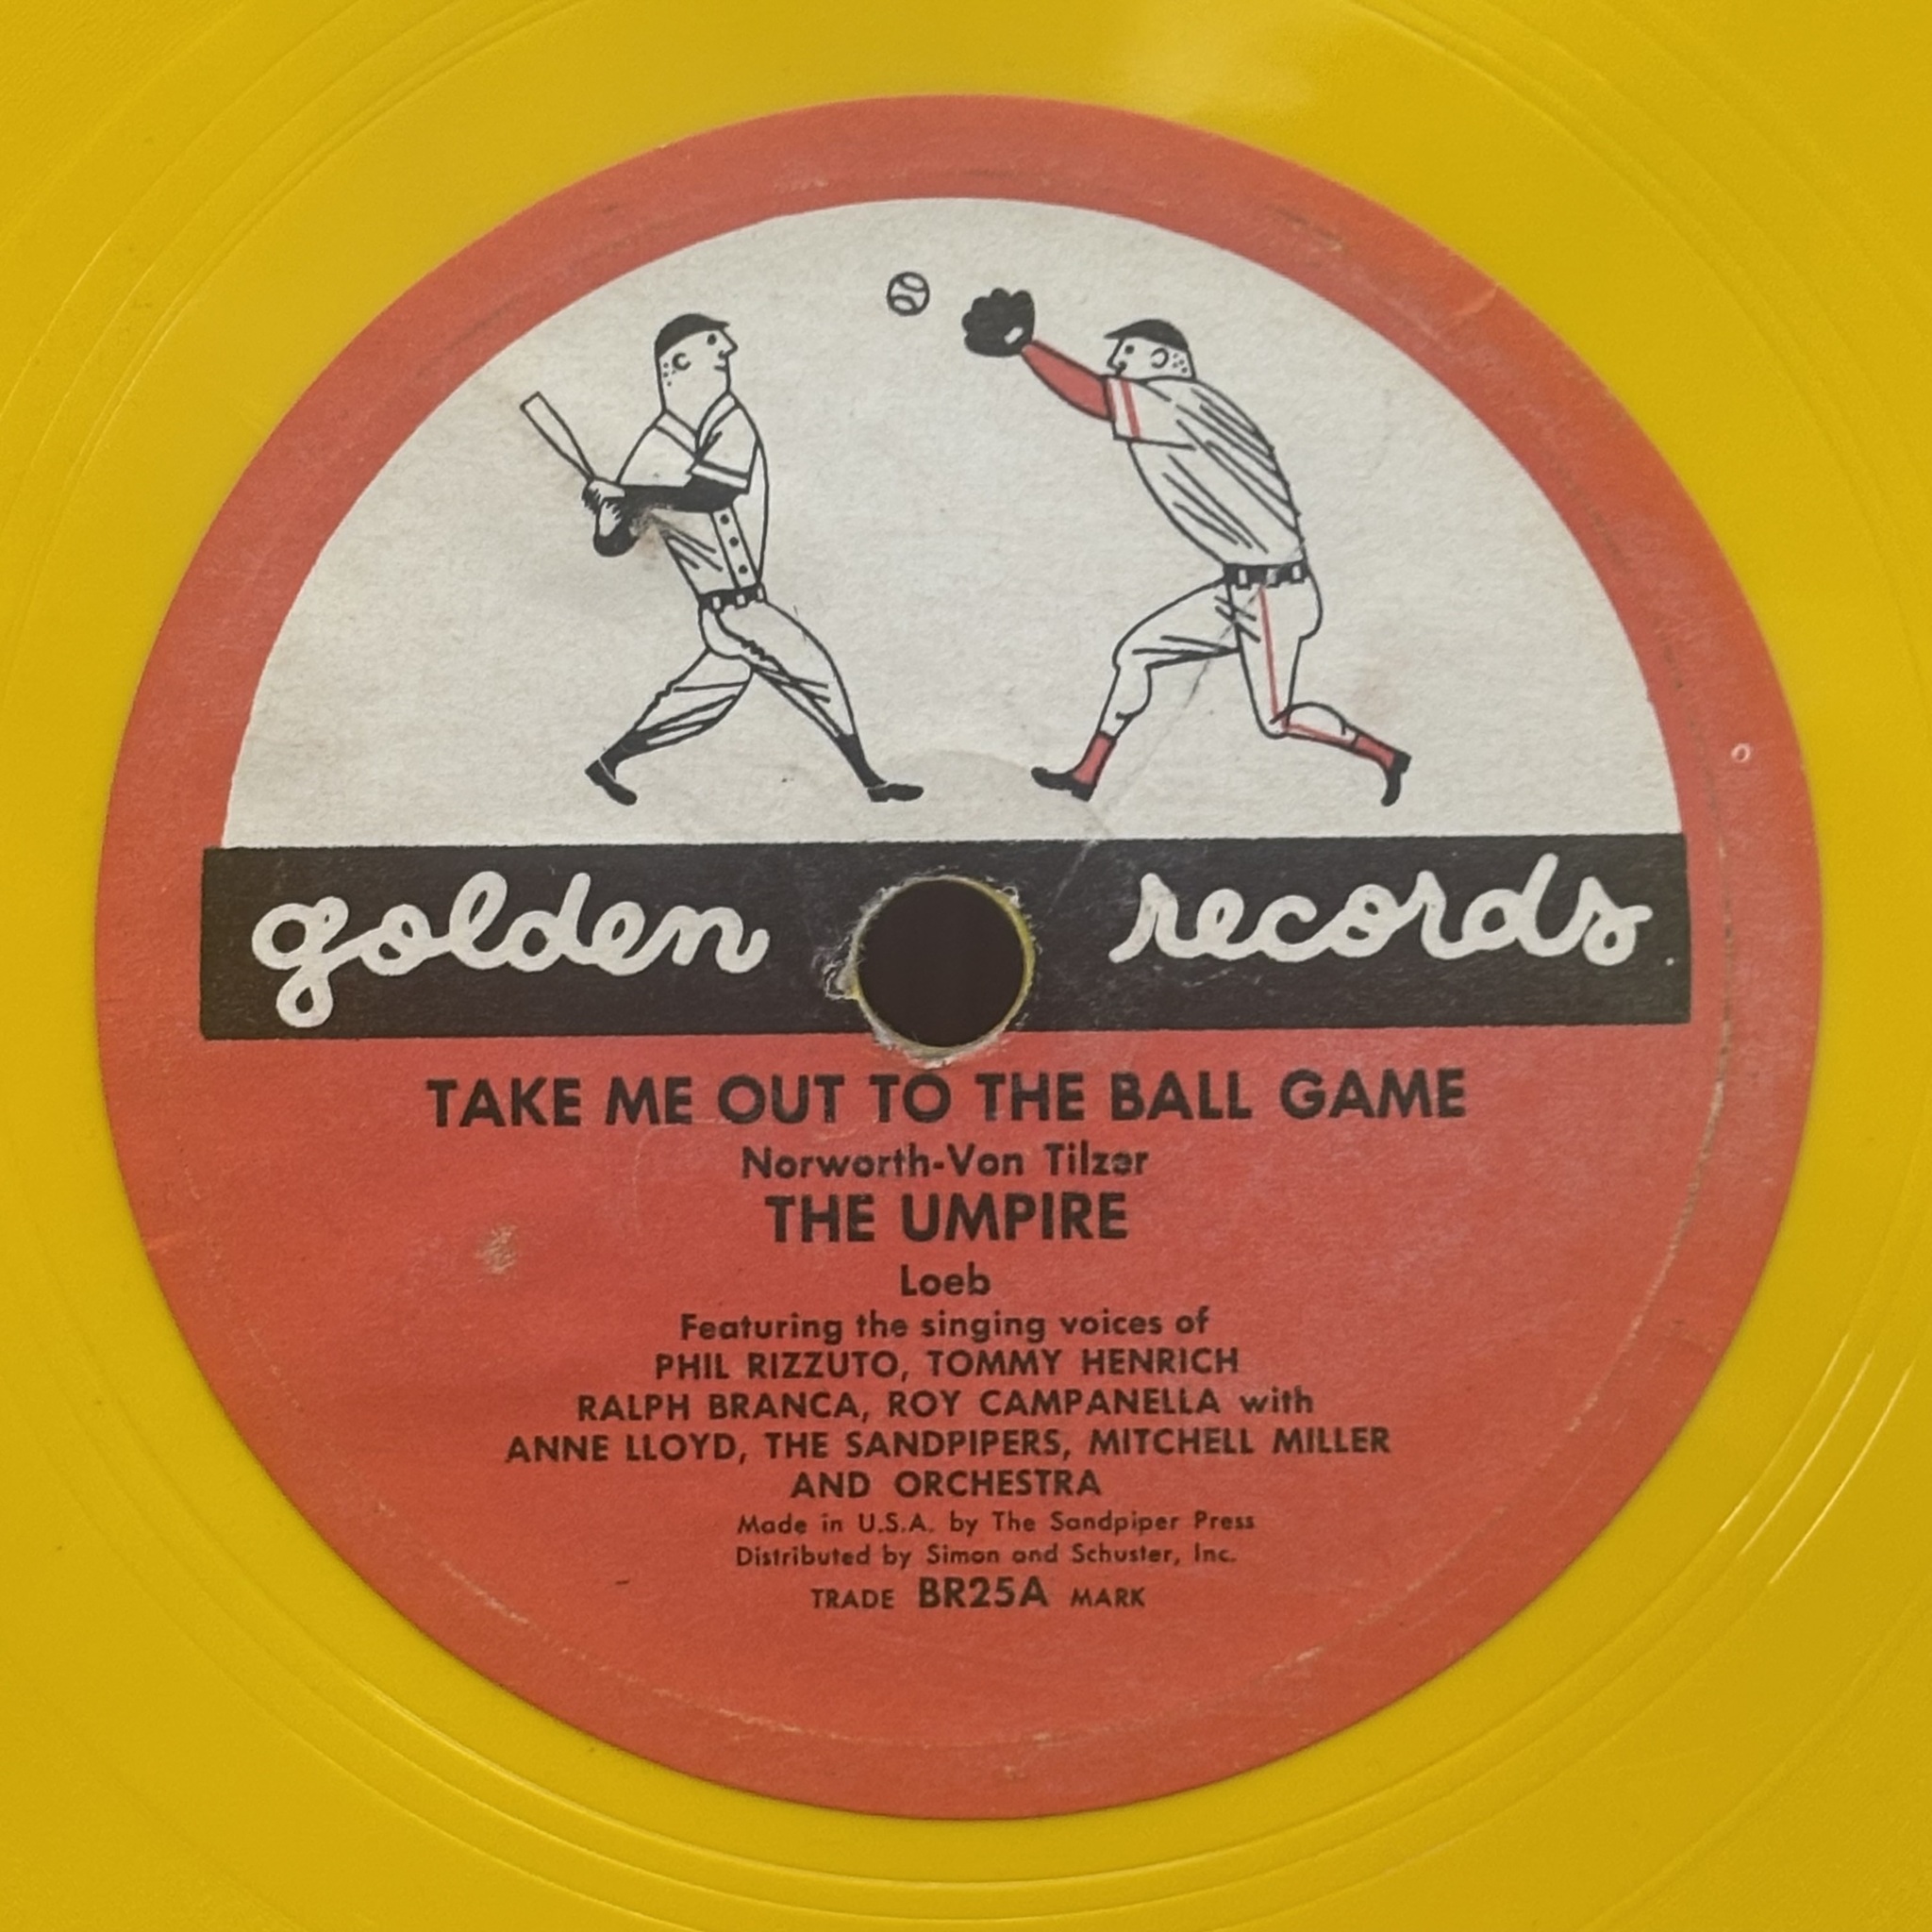 golden records
TAKE ME OUT TO THE BALL GAME
Norworth-Von Tilzer
THE UMPIRE
Loeb
Featuring the singing voices of
PHIL RIZZUTO, TOMMY HENRICH
RALPH BRANCA, ROY CAMPANELLA with
ANNE LLOYD, THE SANDPIPERS, MITCHELL MILLER
AND ORCHESTRA
Made in U.S.A. by The Sandpiper Press
Distributed by Simon and Schuster, Inc.
TRADE BR25A MARK